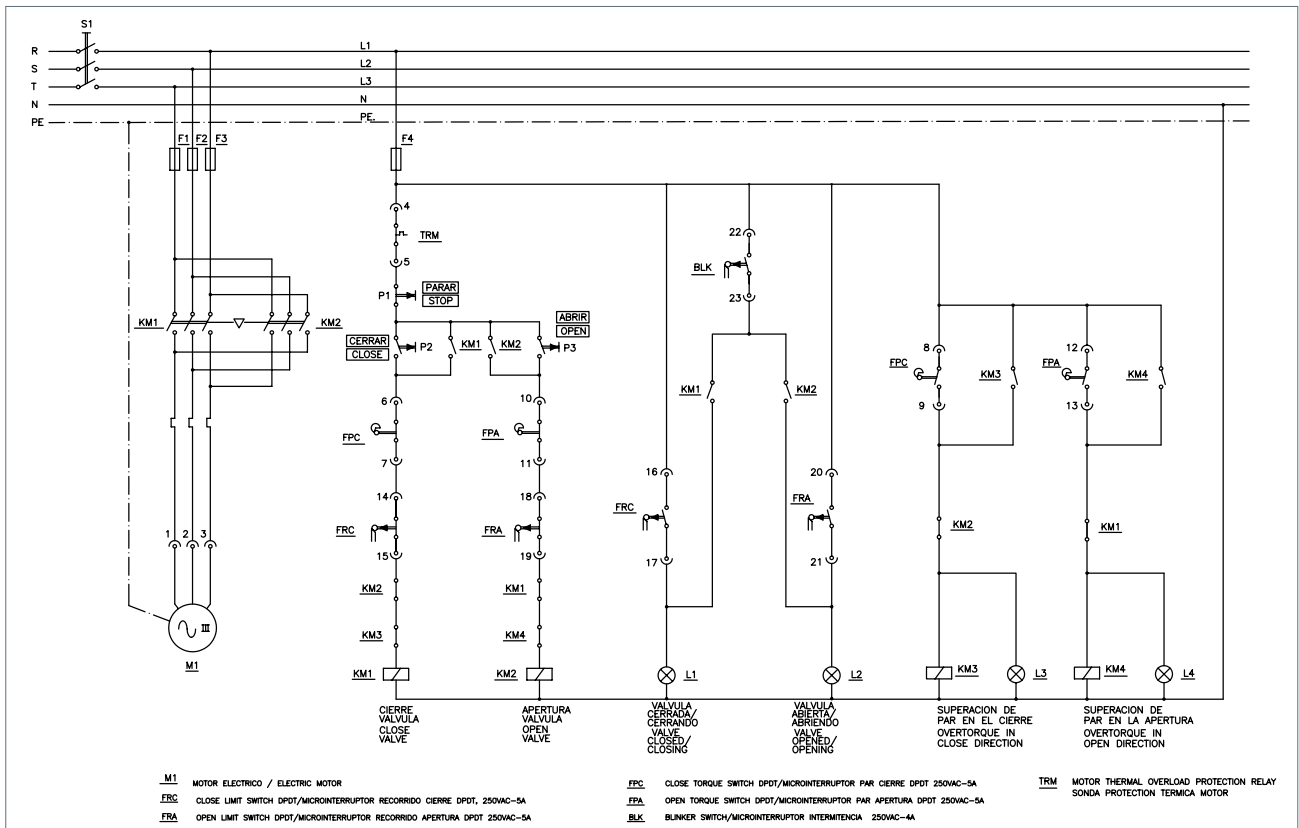 S1
R
L1
S
L2
T
L3
N
N
PE
PE.
F1
F2
F3
F4
4
TRM
5
22
BLK
23
P1
PARAR
STOP
ABRIR
OPEN
KM1
KM2
CERRAR
CLOSE
P2
KM1
KM2
P3
8
FPC
9
KM3
12
FPA
13
KM4
KM1
KM2
6
10
FPC
FPA
7
11
14
18
16
20
FRC
FRA
FRC
FRA
15
19
17
21
1
2
3
KM2
KM1
KM2
KM1
KM3
KM4
III
M1
KM1
KM2
L1
L2
KM3
L3
KM4
L4
CIERRE
VALVULA
CLOSE
VALVE
APERTURA
VALVULA
OPEN
VALVE
VALVULA
CERRADA/
CERRANDO
VALVE
CLOSED/
CLOSING
VALVULA
ABIERTA/
ABRIENDO
VALVE
OPENED/
OPENING
SUPERACION DE
PAR EN EL CIERRE
OVERTORQUE IN
CLOSE DIRECTION
SUPERACION DE
PAR EN LA APERTURA
OVERTORQUE IN
OPEN DIRECTION
M1 MOTOR ELECTRICO / ELECTRIC MOTOR
FRC CLOSE LIMIT SWITCH DPDT/MICROINTERRUPTOR RECORRIDO CIERRE DPDT, 250VAC-5A
FRA OPEN LIMIT SWITCH DPDT/MICROINTERRUPTOR RECORRIDO APERTURA DPDT 250VAC-5A
FPC CLOSE TORQUE SWITCH DPDT/MICROINTERRUPTOR PAR CIERRE DPDT 250VAC-5A
FPA OPEN TORQUE SWITCH DPDT/MICROINTERRUPTOR PAR APERTURA DPDT 250VAC-5A
BLK BLINKER SWITCH/MICROINTERRUPTOR INTERMITENCIA 250VAC-4A
TRM MOTOR THERMAL OVERLOAD PROTECTION RELAY
SONDA PROTECTION TERMICA MOTOR